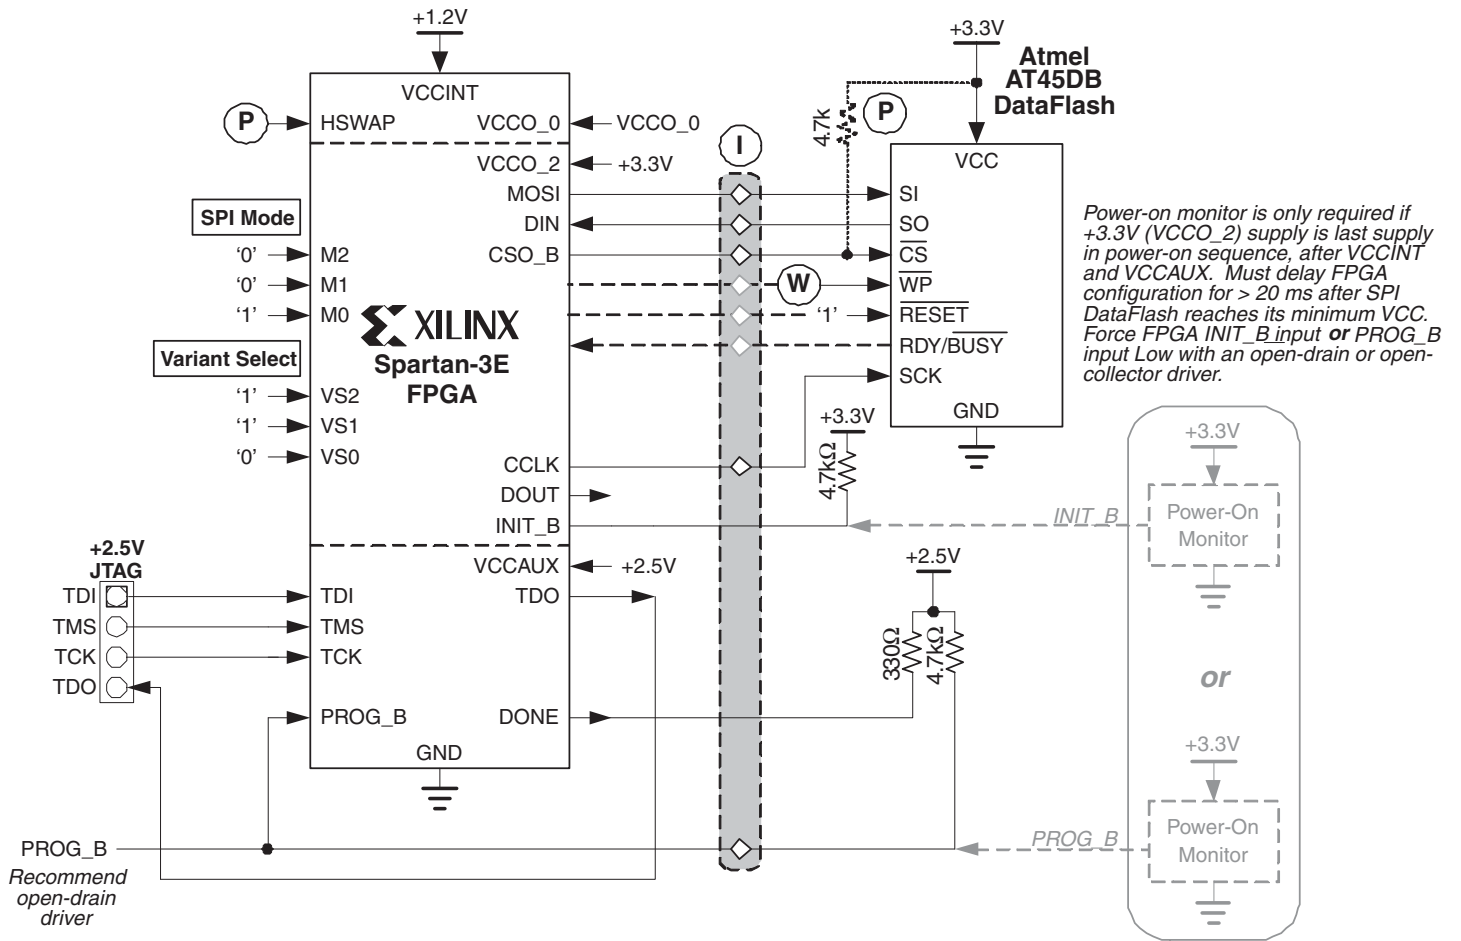 +1.2V
+3.3V
Atmel
AT45DB
DataFlash
VCCINT
P
HSWAP
VCCO_0
VCCO_0
4.7k
P
I
VCC
VCCO_2
+3.3V
MOSI
SI
SPI Mode
DIN
SO
'0'
M2
CSO_B
CS
'0'
M1
W
WP
'1'
M0
'1'
RESET
XILINX
Spartan-3E
FPGA
RDY/BUSY
Variant Select
SCK
'1'
VS2
'1'
VS1
'0'
VS0
GND
Power-on monitor is only required if
+3.3V (VCCO_2) supply is last supply
in power-on sequence, after VCCINT
and VCCAUX. Must delay FPGA
configuration for > 20 ms after SPI
DataFlash reaches its minimum VCC.
Force FPGA INIT_B input or PROG_B
input Low with an open-drain or open-
collector driver.
+3.3V
4.7kΩ
CCLK
DOUT
INIT_B
INIT_B
+3.3V
Power-On
Monitor
+2.5V
JTAG
VCCAUX
+2.5V
+2.5V
TDI
TDI
TDO
TMS
TMS
TCK
TCK
TDO
330Ω
4.7kΩ
or
PROG_B
DONE
GND
+3.3V
Power-On
Monitor
PROG_B
PROG_B
Recommend
open-drain
driver